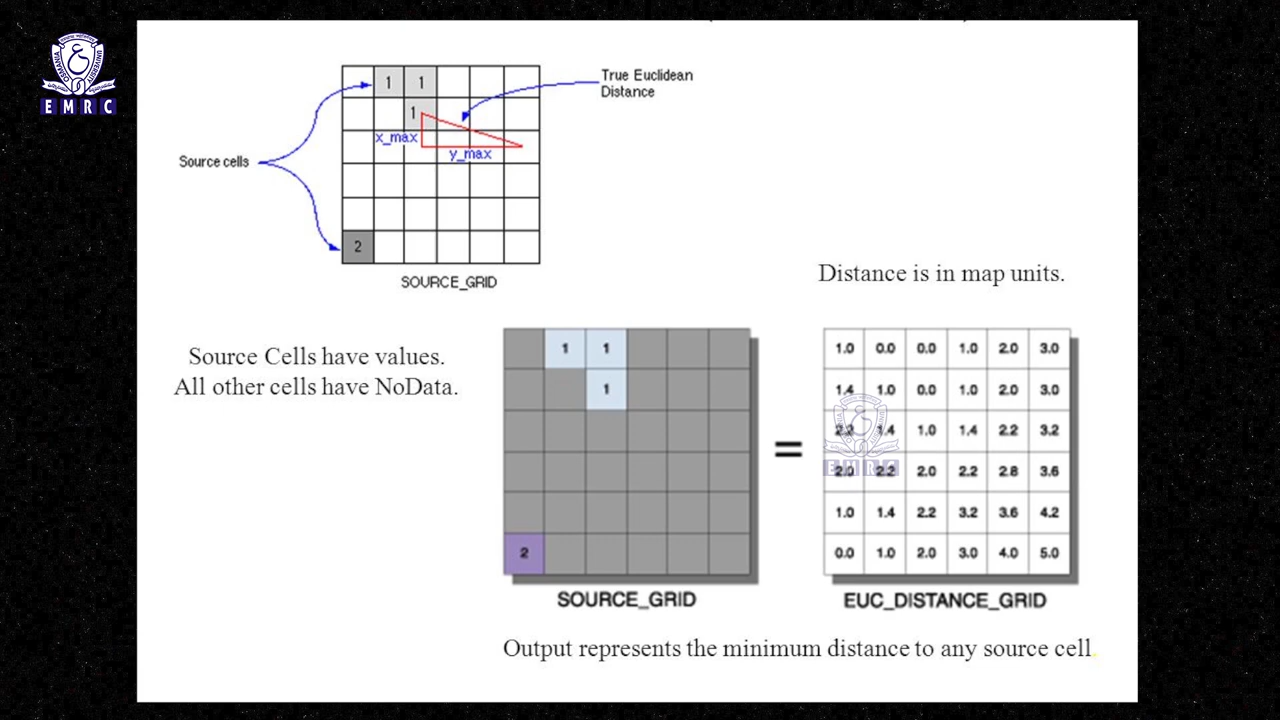 EMRC
1 1
1
True Euclidean
Distance
x_max
y_max
Source cells
2
SOURCE_GRID
Distance is in map units.
Source Cells have values.
All other cells have NoData.
1 1
1
2
SOURCE_GRID
=
1.0 0.0 0.0 1.0 2.0 3.0
1.4 1.0 0.0 1.0 2.0 3.0
2.2 1.4 1.0 1.4 2.2 3.2
2.0 2.2 2.0 2.2 2.8 3.6
1.0 1.4 2.2 3.2 3.6 4.2
0.0 1.0 2.0 3.0 4.0 5.0
EMRC
EUC_DISTANCE_GRID
Output represents the minimum distance to any source cell.